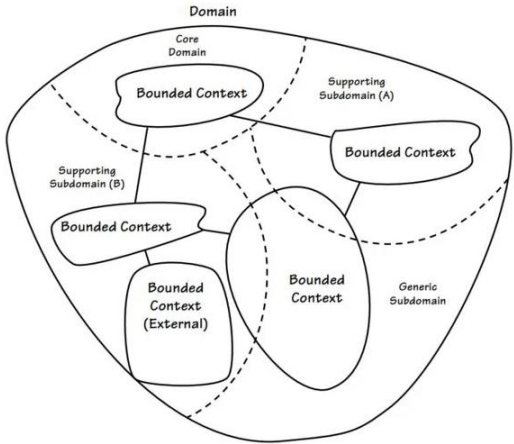 Domain
Core
Domain
Bounded Context
Supporting
Subdomain (A)
Bounded Context
Supporting
Subdomain (B)
Bounded Context
Bounded
Context
(External)
Bounded
Context
Generic
Subdomain